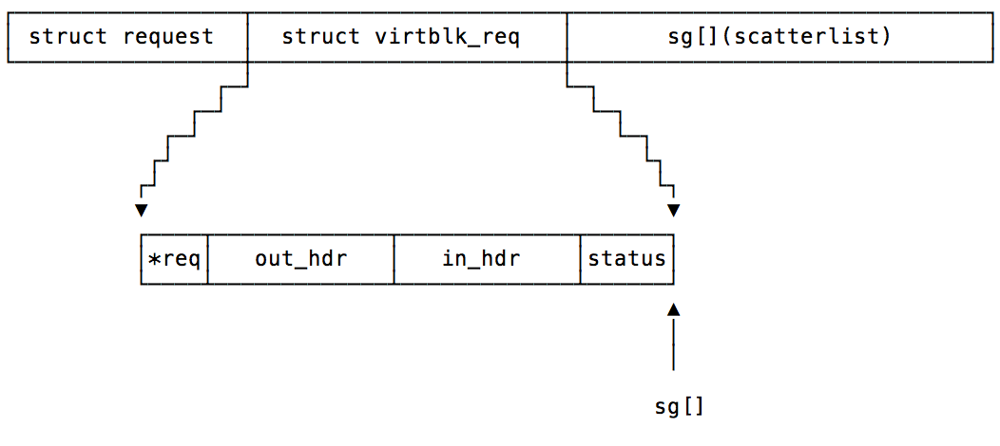 struct request struct virtblk_req sg[](scatterlist)
*req out_hdr in_hdr status
sg[]